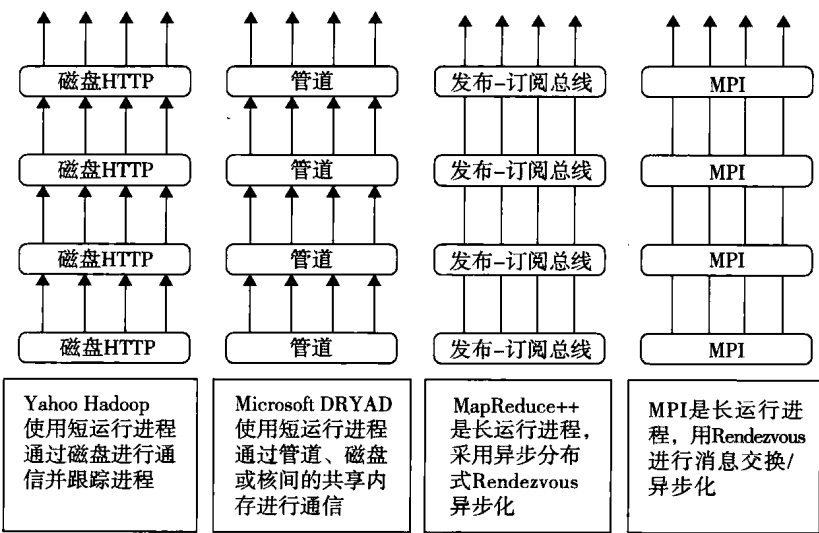 磁盘HTTP
管道
发布-订阅总线
MPI
磁盘HTTP
管道
发布-订阅总线
MPI
磁盘HTTP
管道
发布-订阅总线
MPI
磁盘HTTP
管道
发布-订阅总线
MPI
Yahoo Hadoop
使用短运行进程
通过磁盘进行通
信并跟踪进程
Microsoft DRYAD
使用短运行进程
通过管道、磁盘
或核间的共享内
存进行通信
MapReduce++
是长运行进程，
采用异步分布
式Rendezvous
异步化
MPI是长运行进
程，用Rendezvous
进行消息交换/
异步化